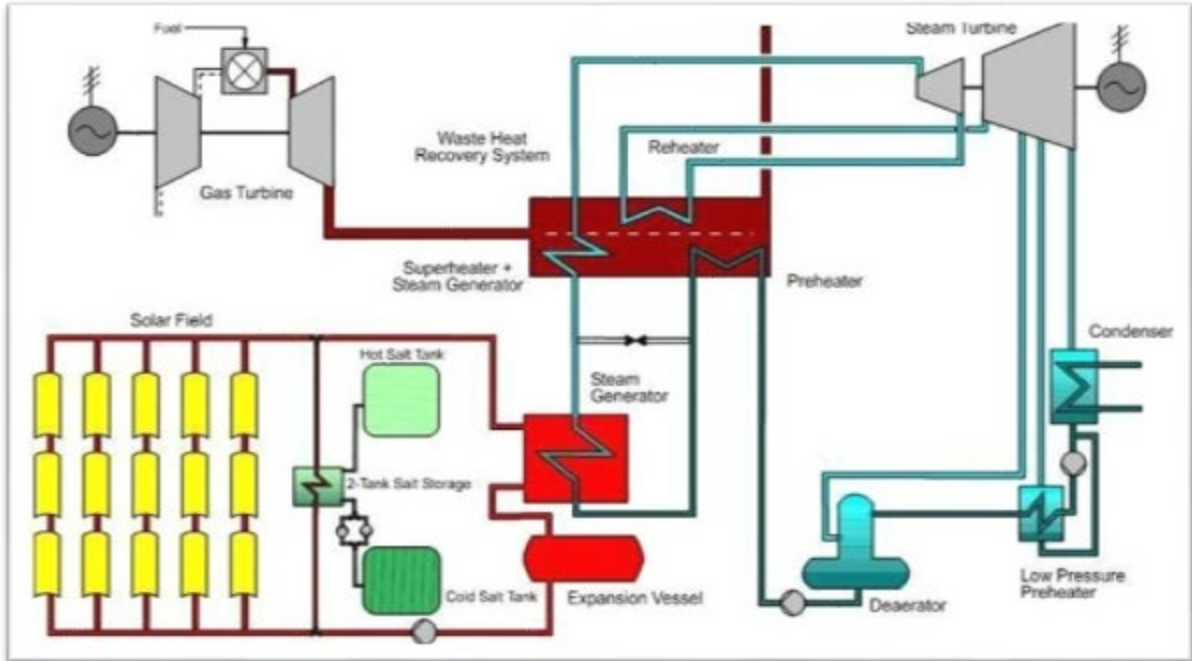 Fuel
Steam Turbine
Waste Heat
Recovery System
Reheater
Gas Turbine
Superheater +
Steam Generator
Preheater
Solar Field
Condenser
Hot Salt Tank
Steam
Generator
2-Tank Salt Storage
Cold Salt Tank
Expansion Vessel
Deaerator
Low Pressure
Preheater